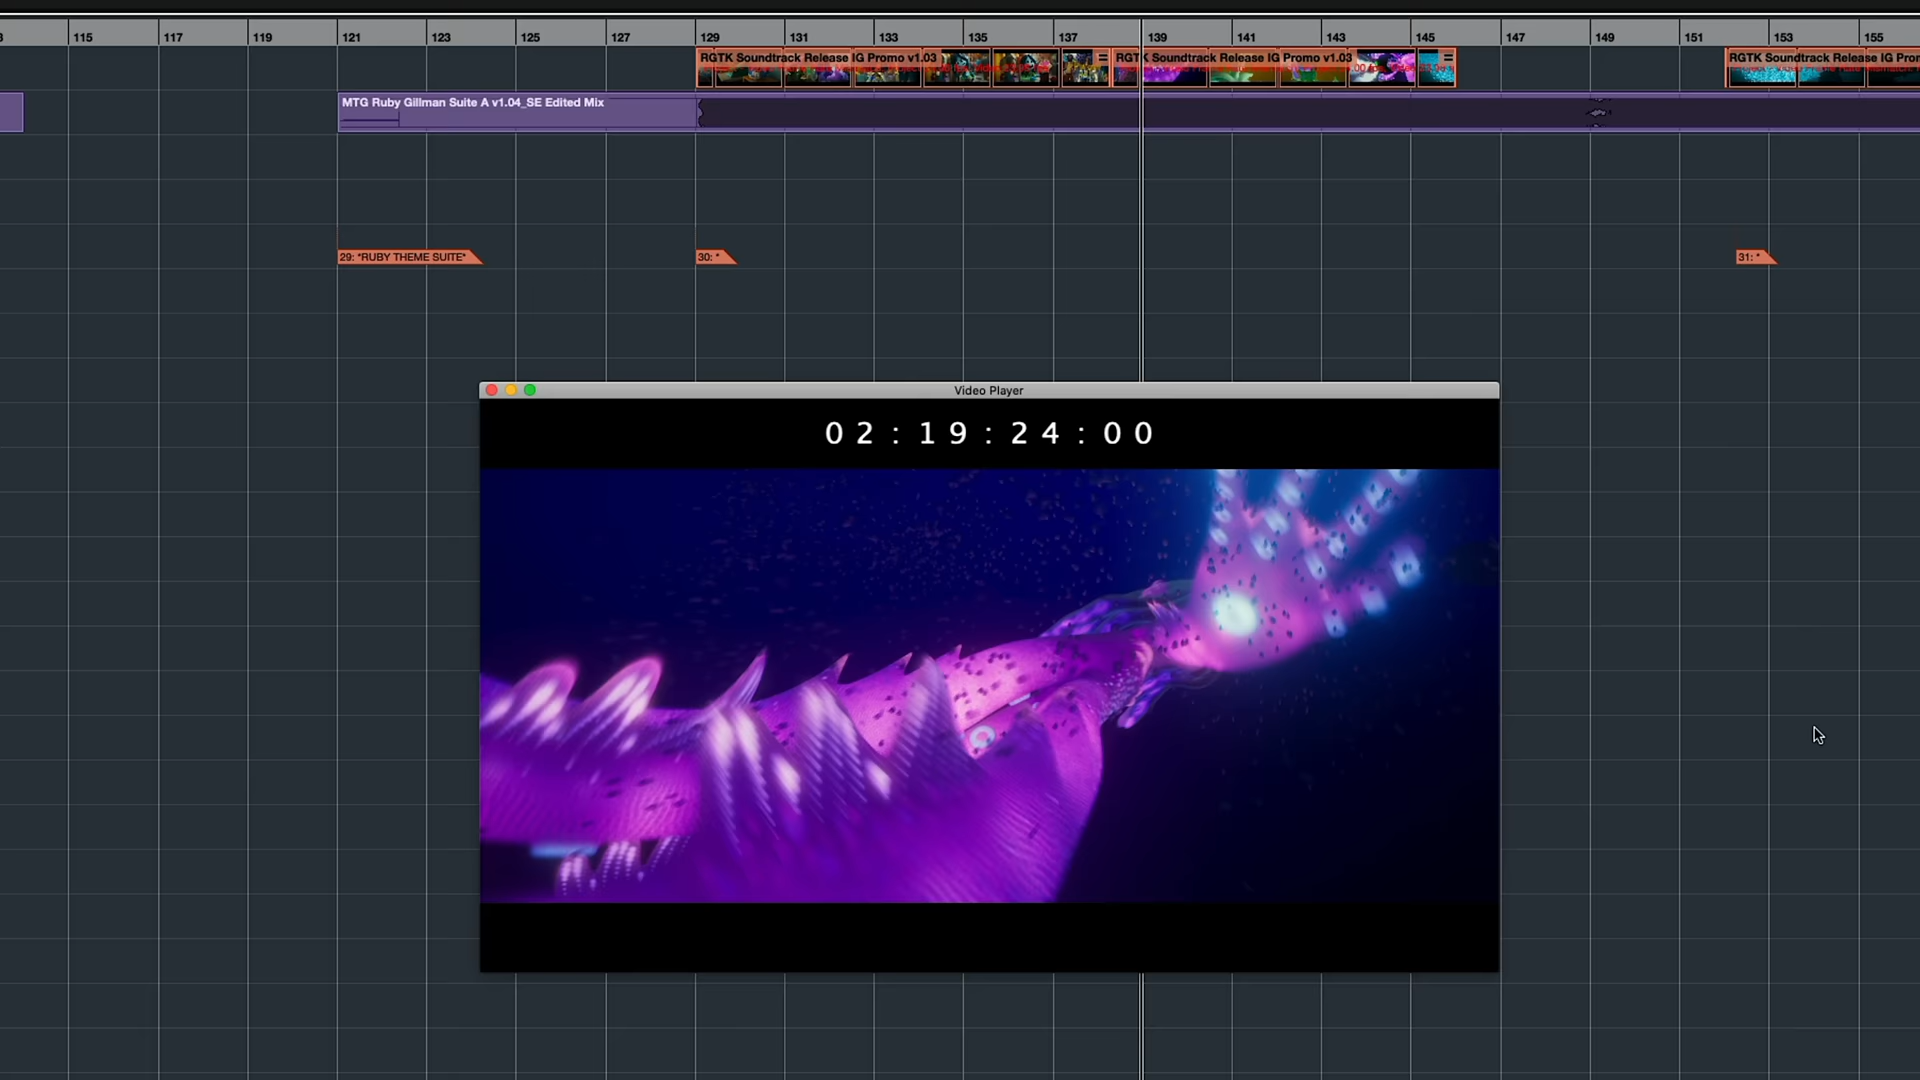 115 117 119 121 123 125 127 129 131 133 135 137 139 141 143 145 147 149 151 153 155
RGTK Soundtrack Release IG Promo v1.03
RGTK Soundtrack Release IG Promo v1.03
RGTK Soundtrack Release IG Pror
MTG Ruby Gillman Suite A v1.04_SE Edited Mix
29: *RUBY THEME SUITE*
30: *
31: *
Video Player
02:19:24:00